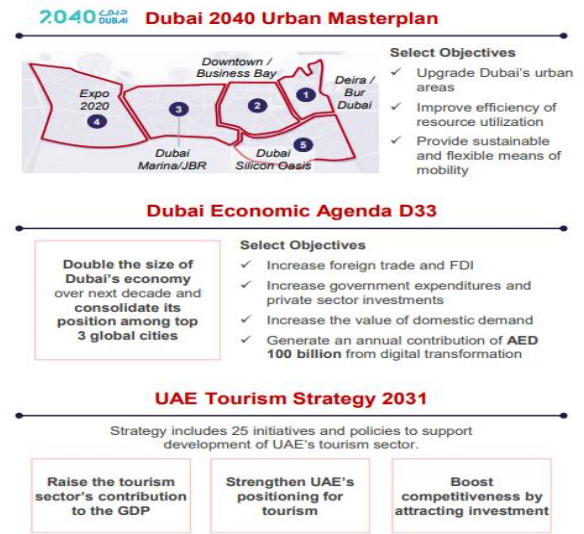 2040 دبي DUBAI Dubai 2040 Urban Masterplan
Downtown /
Business Bay
Deira /
Bur
Dubai
1
Expo
2020
4
3
2
5
Dubai
Marina/JBR
Dubai
Silicon Oasis
Select Objectives
✓ Upgrade Dubai's urban
areas
✓ Improve efficiency of
resource utilization
✓ Provide sustainable
and flexible means of
mobility
Dubai Economic Agenda D33
Double the size of
Dubai's economy
over next decade and
consolidate its
position among top
3 global cities
Select Objectives
✓ Increase foreign trade and FDI
✓ Increase government expenditures and
private sector investments
✓ Increase the value of domestic demand
✓ Generate an annual contribution of AED
100 billion from digital transformation
UAE Tourism Strategy 2031
Strategy includes 25 initiatives and policies to support
development of UAE's tourism sector.
Raise the tourism
sector's contribution
to the GDP
Strengthen UAE's
positioning for
tourism
Boost
competitiveness by
attracting investment